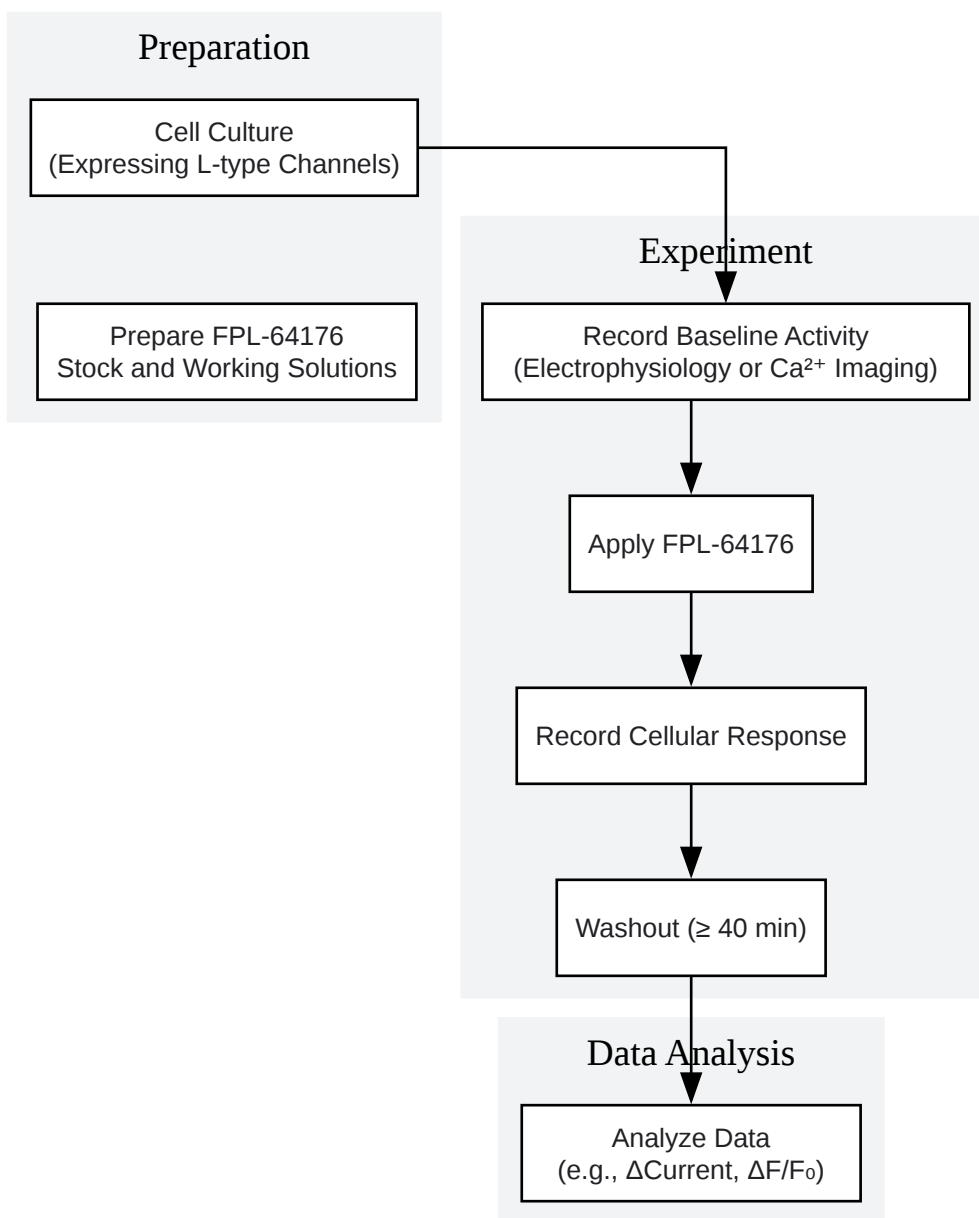 Preparation
Cell Culture
(Expressing L-type Channels)
Prepare FPL-64176
Stock and Working Solutions
Experiment
Record Baseline Activity
(Electrophysiology or Ca²⁺ Imaging)
Apply FPL-64176
Record Cellular Response
Washout (≥ 40 min)
Data Analysis
Analyze Data
(e.g., ΔCurrent, ΔF/F₀)